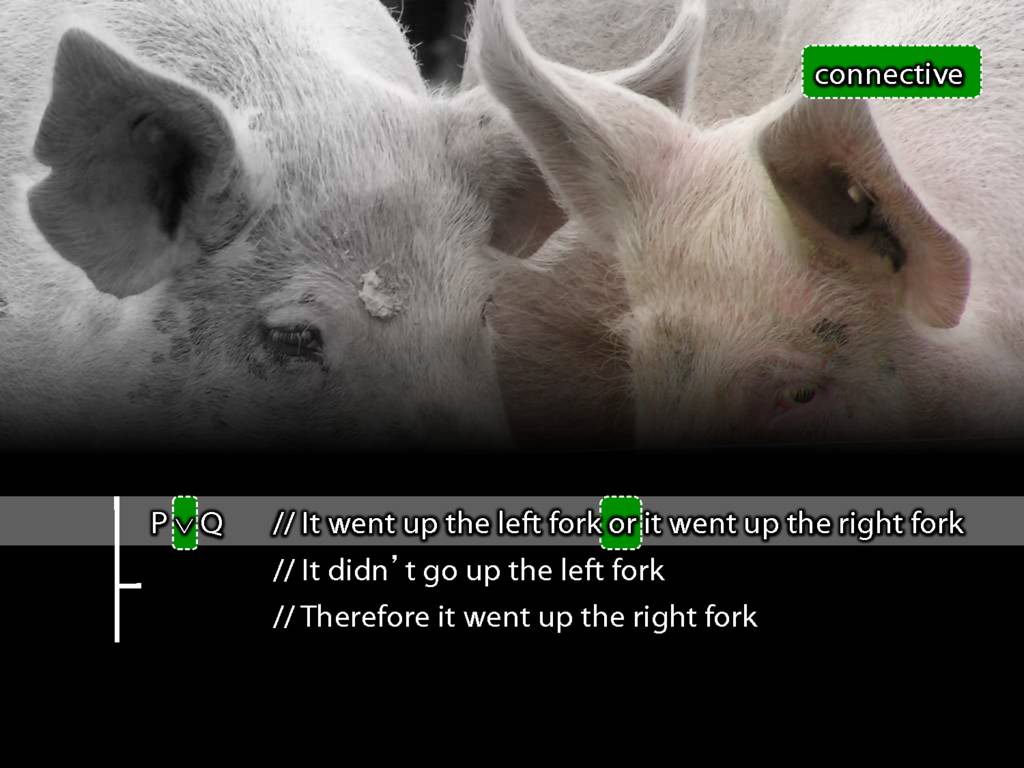 connective
P ∨ Q // It went up the left fork or it went up the right fork
// It didn’t go up the left fork
// Therefore it went up the right fork